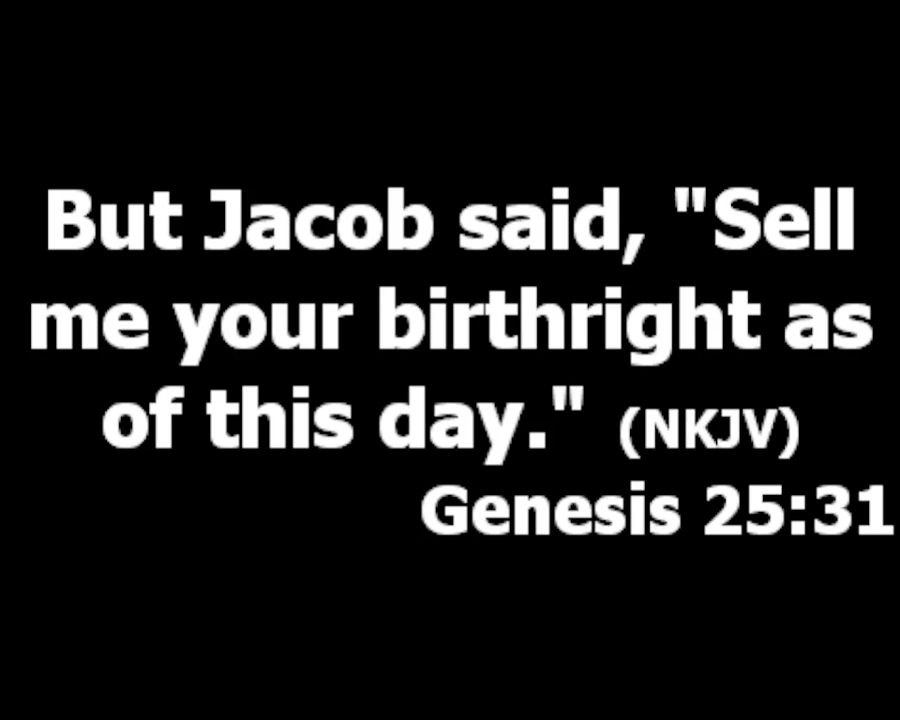 But Jacob said, "Sell
me your birthright as
of this day." (NKJV)
Genesis 25:31